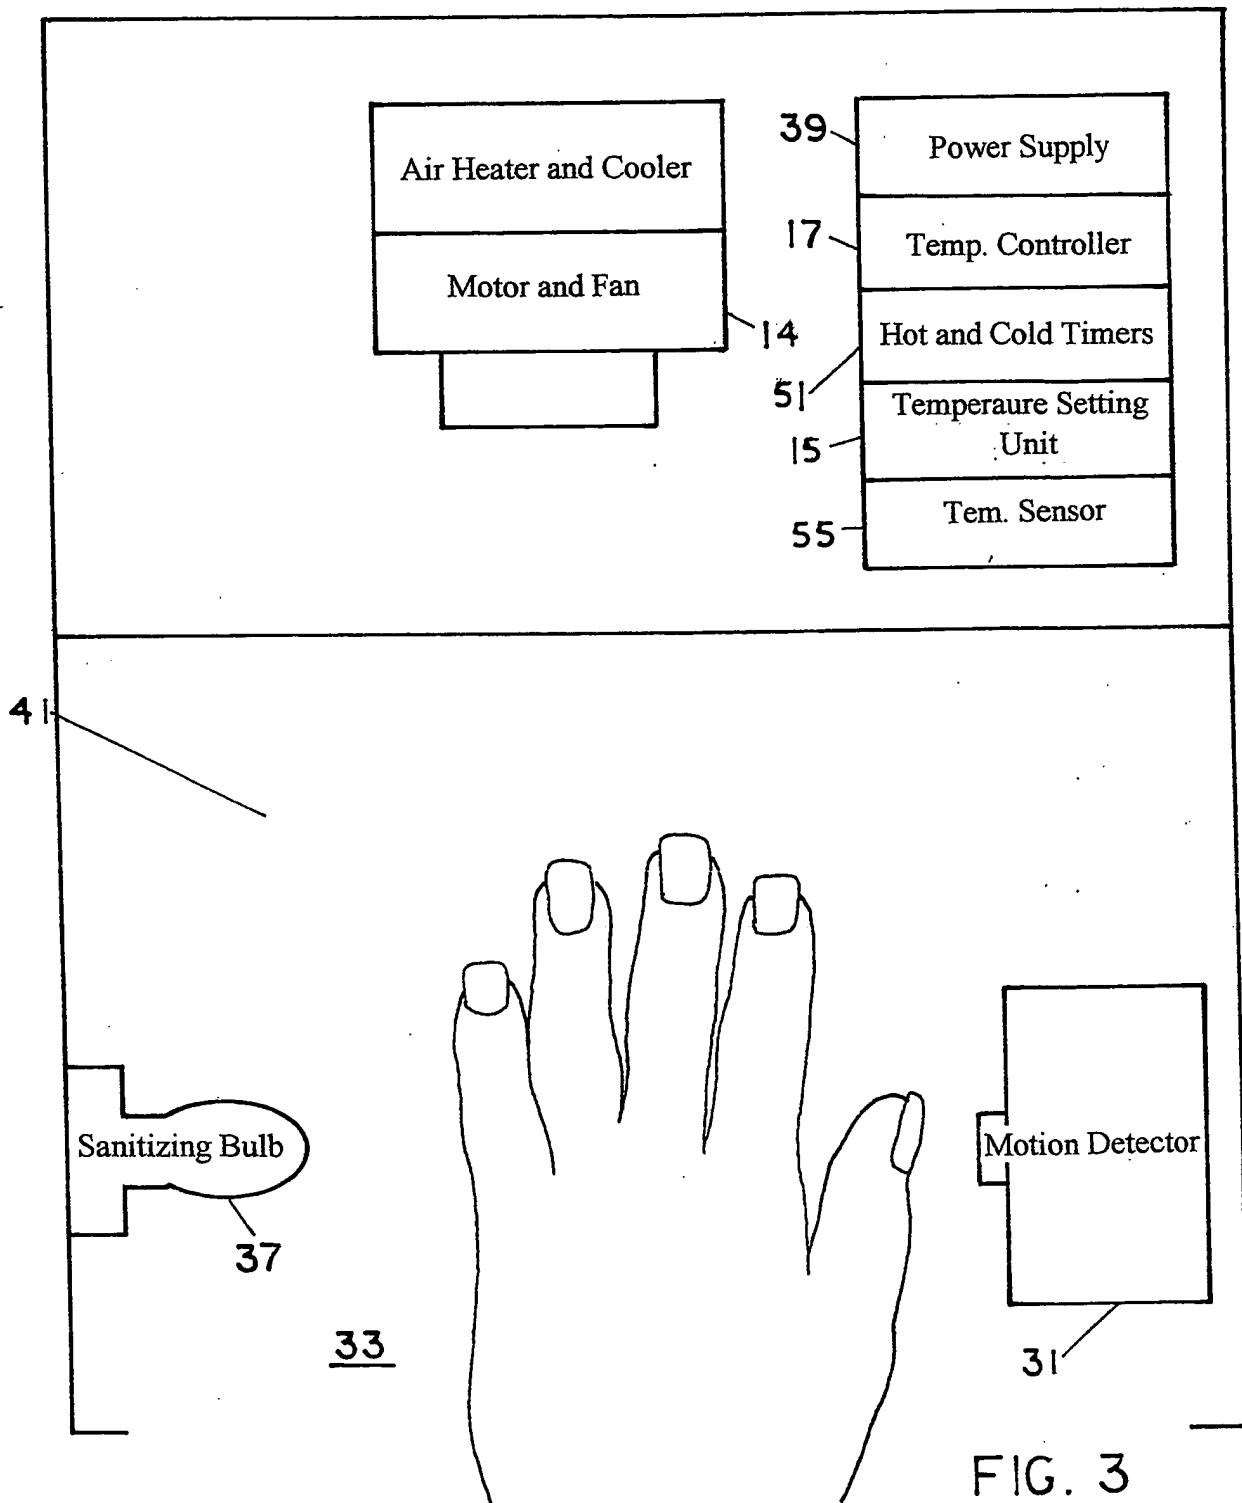 Air Heater and Cooler
Motor and Fan
14
39
Power Supply
17
Temp. Controller
51
Hot and Cold Timers
15
Temperaure Setting
Unit
55
Tem. Sensor
41
Sanitizing Bulb
37
33
Motion Detector
31
FIG. 3